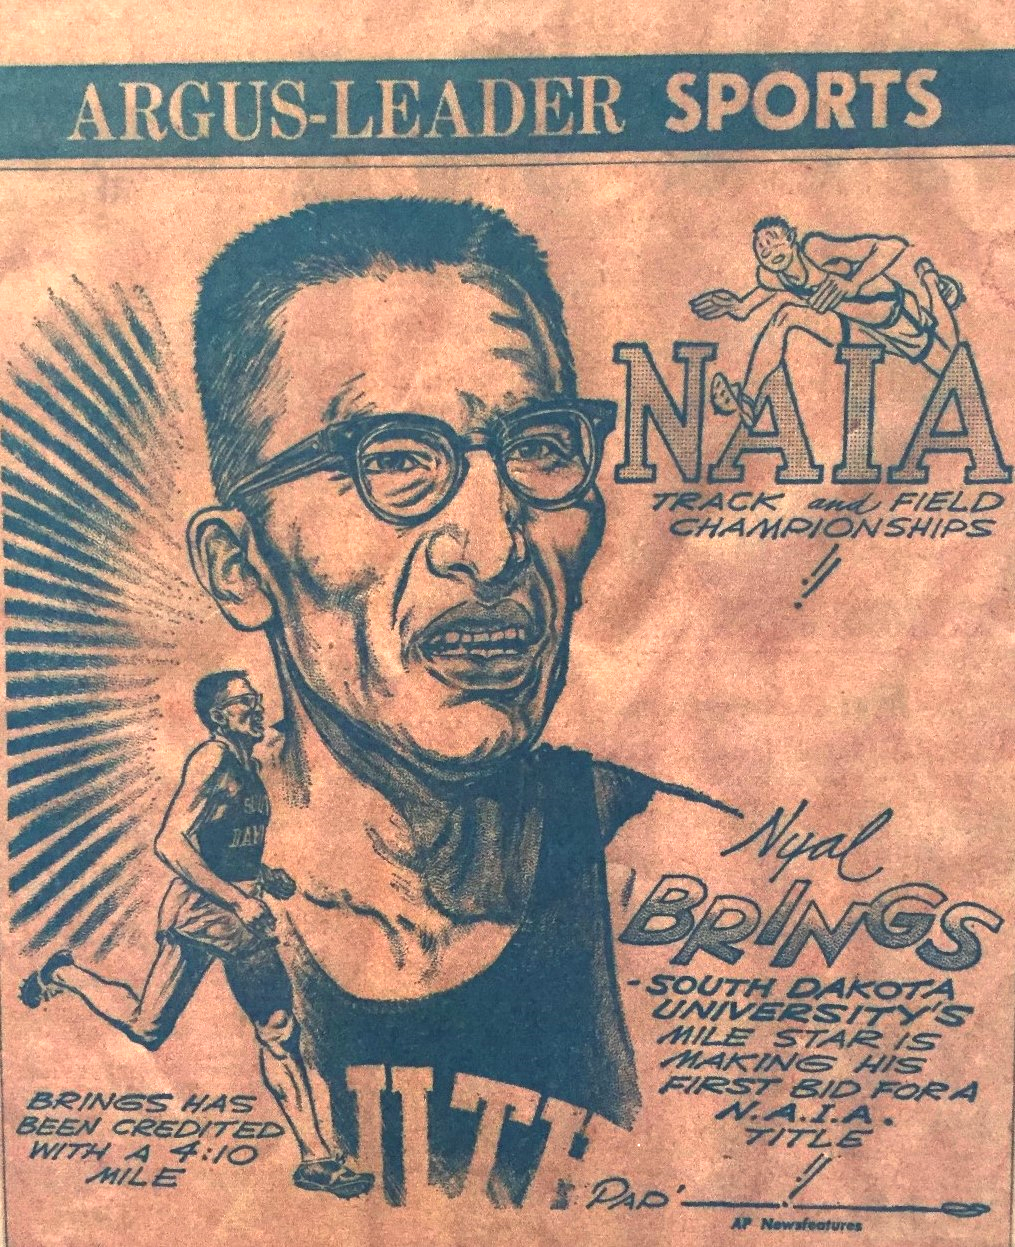 ARGUS-LEADER SPORTS
NAIA
TRACK and FIELD
CHAMPIONSHIPS
!!
Nyal
BRINGS
-SOUTH DAKOTA
UNIVERSITY'S
MILE STAR IS
MAKING HIS
FIRST BID FOR A
N.A.I.A.
TITLE
!!
BRINGS HAS
BEEN CREDITED
WITH A 4:10
MILE
UTH
PAP'
AP Newsfeatures